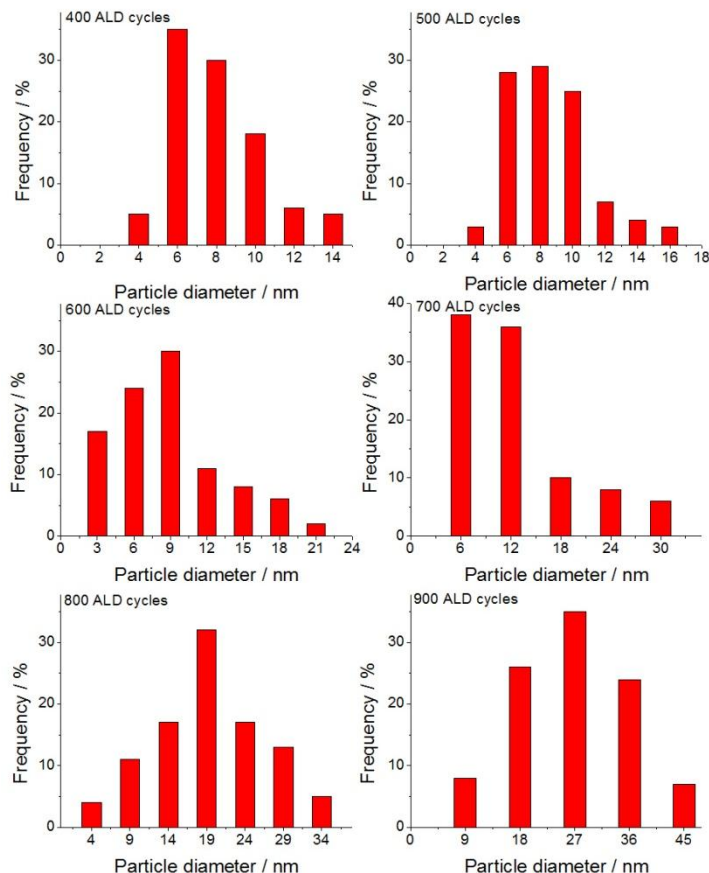 400 ALD cycles
Frequency / %
30
20
10
0
0 2 4 6 8 10 12 14
Particle diameter / nm
500 ALD cycles
Frequency / %
30
20
10
0
0 2 4 6 8 10 12 14 16 18
Particle diameter / nm
600 ALD cycles
Frequency / %
30
20
10
0
0 3 6 9 12 15 18 21 24
Particle diameter / nm
700 ALD cycles
Frequency / %
40
30
20
10
0
0 6 12 18 24 30
Particle diameter / nm
800 ALD cycles
Frequency / %
30
20
10
0
4 9 14 19 24 29 34
Particle diameter / nm
900 ALD cycles
Frequency / %
30
20
10
0
0 9 18 27 36 45
Particle diameter / nm